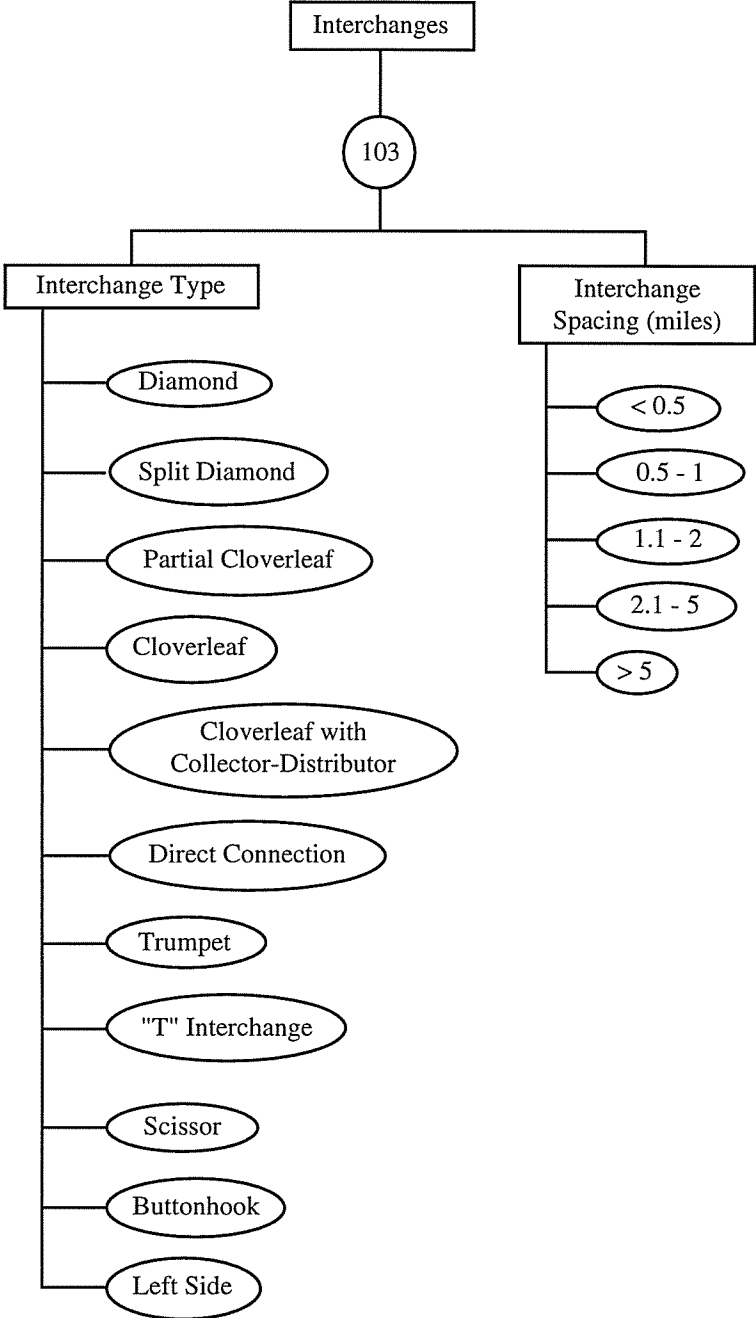 Interchanges
103
Interchange Type
Diamond
Split Diamond
Partial Cloverleaf
Cloverleaf
Cloverleaf with
Collector-Distributor
Direct Connection
Trumpet
"T" Interchange
Scissor
Buttonhook
Left Side
Interchange
Spacing (miles)
< 0.5
0.5 - 1
1.1 - 2
2.1 - 5
> 5